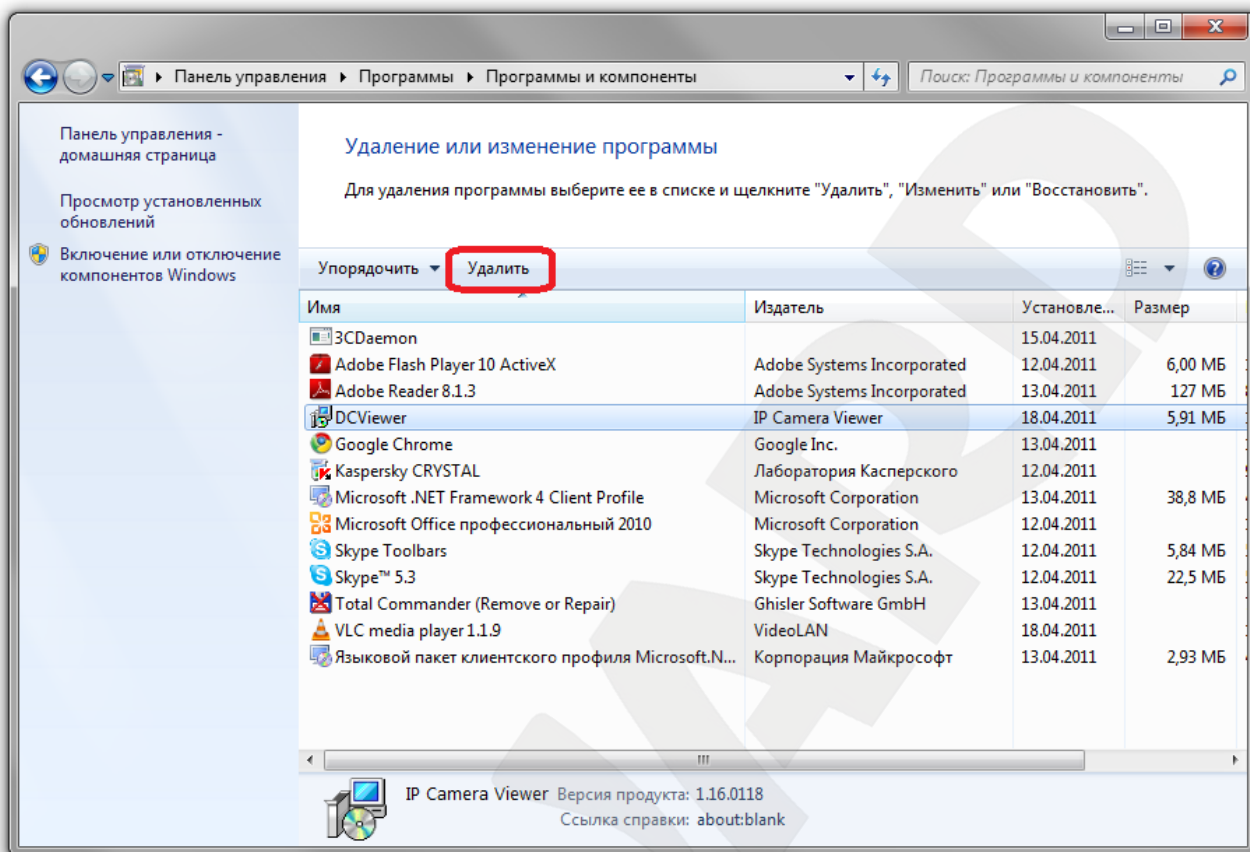 Панель управления ▸ Программы ▸ Программы и компоненты
Поиск: Программы и компоненты
Панель управления -
домашняя страница
Просмотр установленных
обновлений
Включение или отключение
компонентов Windows
Удаление или изменение программы
Для удаления программы выберите ее в списке и щелкните "Удалить", "Изменить" или "Восстановить".
Упорядочить Удалить
Имя Издатель Установле... Размер
3CDaemon 15.04.2011
Adobe Flash Player 10 ActiveX Adobe Systems Incorporated 12.04.2011 6,00 МБ
Adobe Reader 8.1.3 Adobe Systems Incorporated 13.04.2011 127 МБ
DCViewer IP Camera Viewer 18.04.2011 5,91 МБ
Google Chrome Google Inc. 13.04.2011
Kaspersky CRYSTAL Лаборатория Касперского 12.04.2011
Microsoft .NET Framework 4 Client Profile Microsoft Corporation 13.04.2011 38,8 МБ
Microsoft Office профессиональный 2010 Microsoft Corporation 12.04.2011
Skype Toolbars Skype Technologies S.A. 12.04.2011 5,84 МБ
Skype™ 5.3 Skype Technologies S.A. 12.04.2011 22,5 МБ
Total Commander (Remove or Repair) Ghisler Software GmbH 13.04.2011
VLC media player 1.1.9 VideoLAN 18.04.2011
Языковой пакет клиентского профиля Microsoft.N... Корпорация Майкрософт 13.04.2011 2,93 МБ
IP Camera Viewer Версия продукта: 1.16.0118
Ссылка справки: about:blank